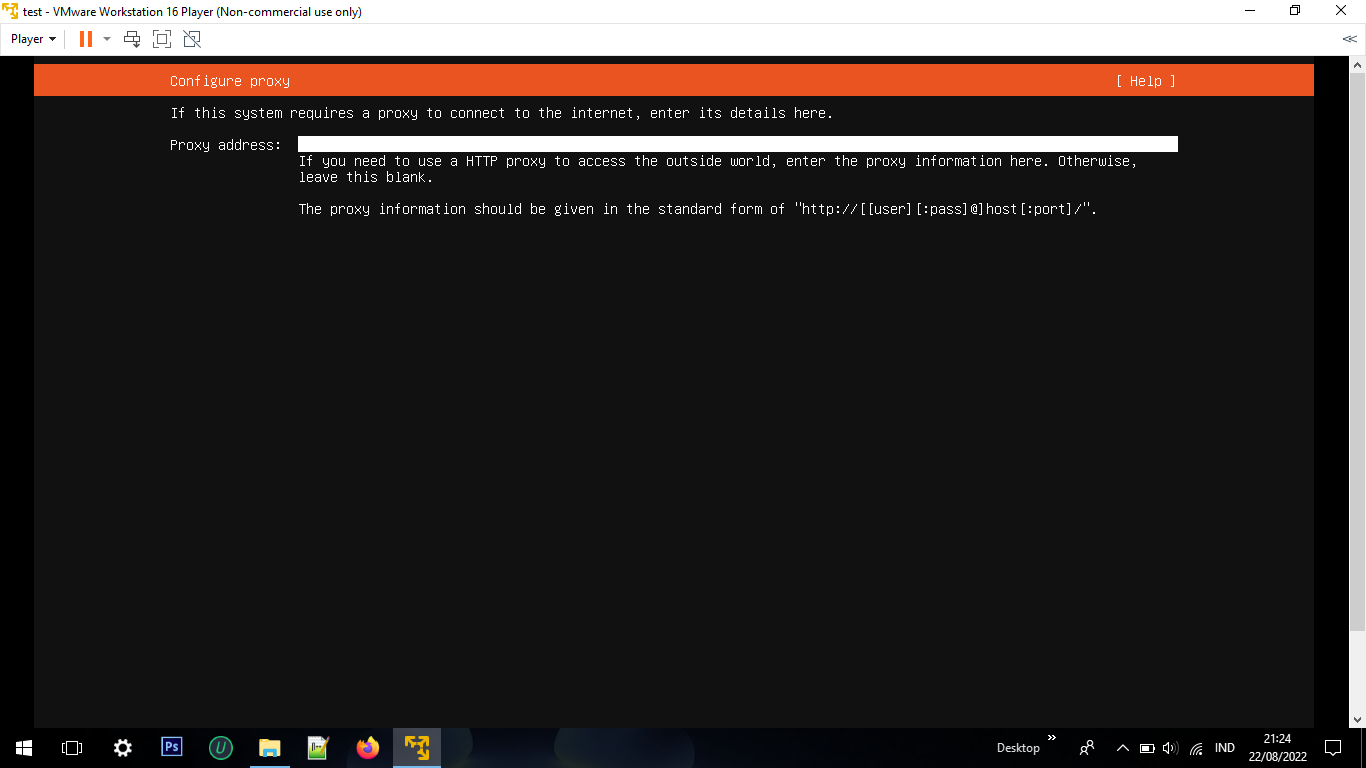 test - VMware Workstation 16 Player (Non-commercial use only)
Player
Configure proxy [ Help ]
If this system requires a proxy to connect to the internet, enter its details here.
Proxy address:
If you need to use a HTTP proxy to access the outside world, enter the proxy information here. Otherwise,
leave this blank.
The proxy information should be given in the standard form of "http://[[user][:pass]@]host[:port]/".
Ps
U
Desktop
IND
21:24
22/08/2022